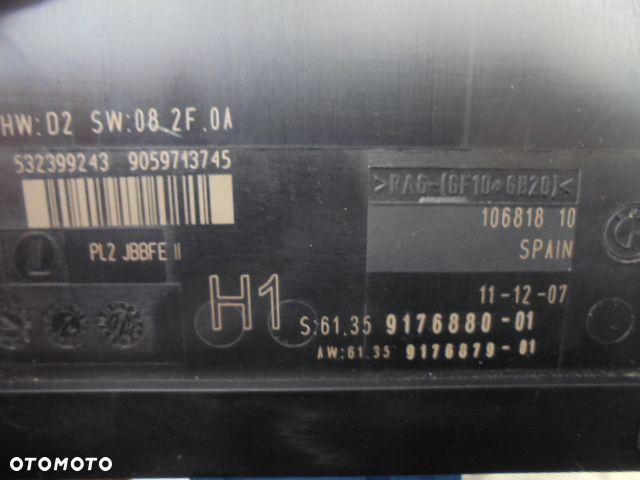 HW:D2 SW:08.2F.0A
532399243 9059713745
>PA6-(GF10+GM20)<
106818 10
SPAIN
PL2 JBBFE II
11-12-07
H1
S:61.35 9176880-01
AW:61.35 9176879-01
OTOMOTO